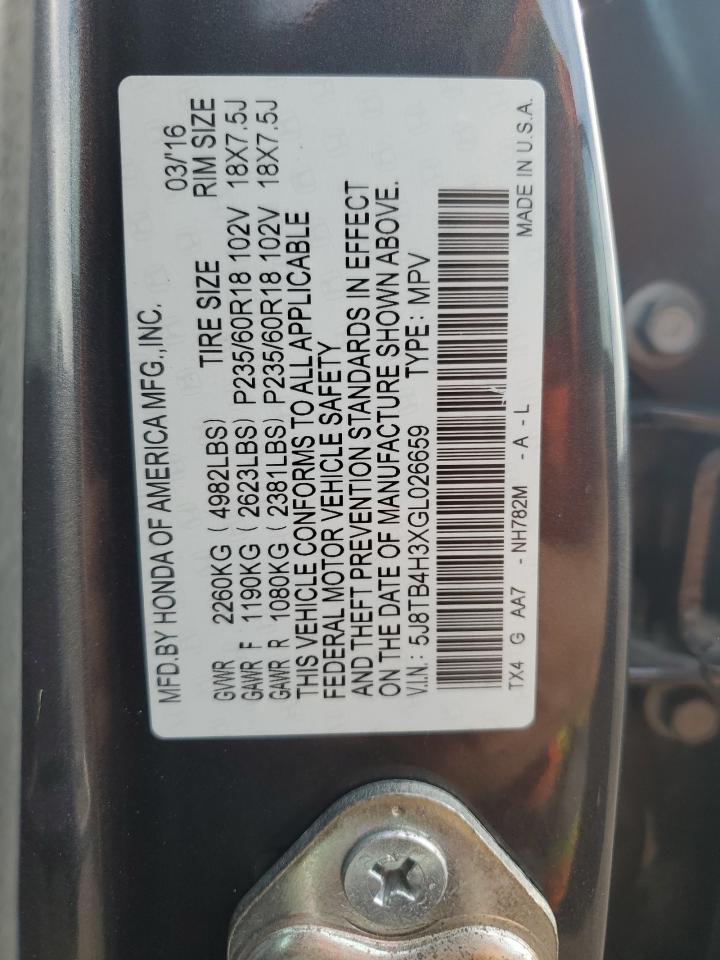 MFD.BY HONDA OF AMERICA MFG.,INC. 03/'16
TIRE SIZE RIM SIZE
GVWR 2260KG ( 4982LBS)
GAWR F 1190KG ( 2623LBS) P235/60R18 102V 18X7.5J
GAWR R 1080KG ( 2381LBS) P235/60R18 102V 18X7.5J
THIS VEHICLE CONFORMS TO ALL APPLICABLE
FEDERAL MOTOR VEHICLE SAFETY
AND THEFT PREVENTION STANDARDS IN EFFECT
ON THE DATE OF MANUFACTURE SHOWN ABOVE.
V.I.N.: 5J8TB4H3XGL026659 TYPE: MPV
TX4 G AA7 - NH782M - A - L MADE IN U.S.A.